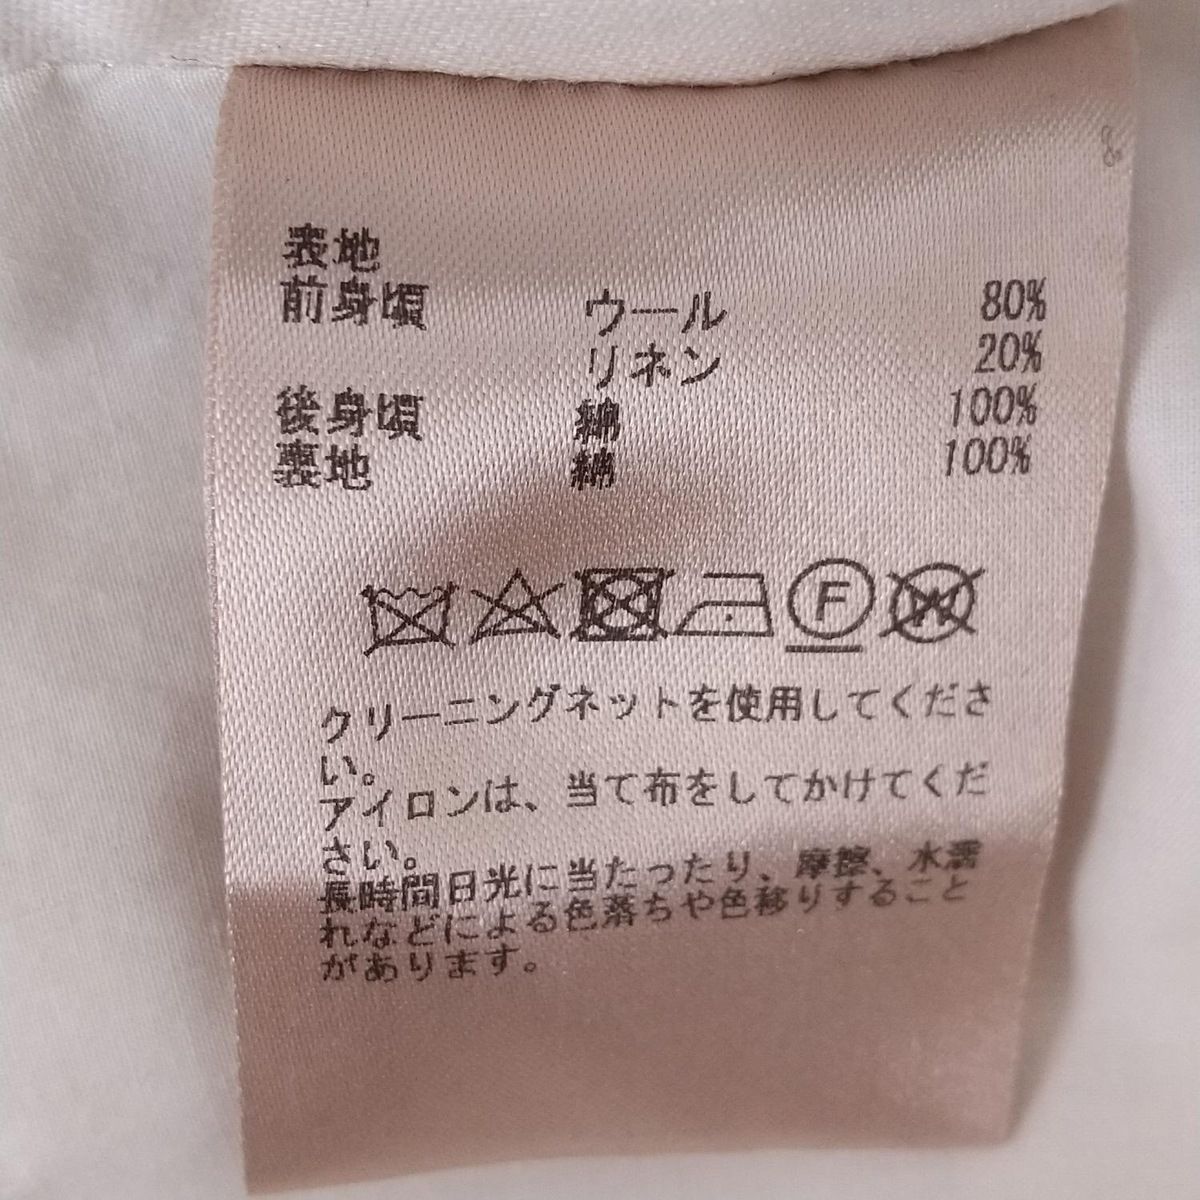 表地
前身頃 ウール 80%
リネン 20%
後身頃 綿 100%
裏地 綿 100%
F W
クリーニングネットを使用してくださ
い。
アイロンは、当て布をしてかけてくだ
さい。
長時間日光に当たったり、摩擦、水濡
れなどによる色落ちや色移りすること
があります。